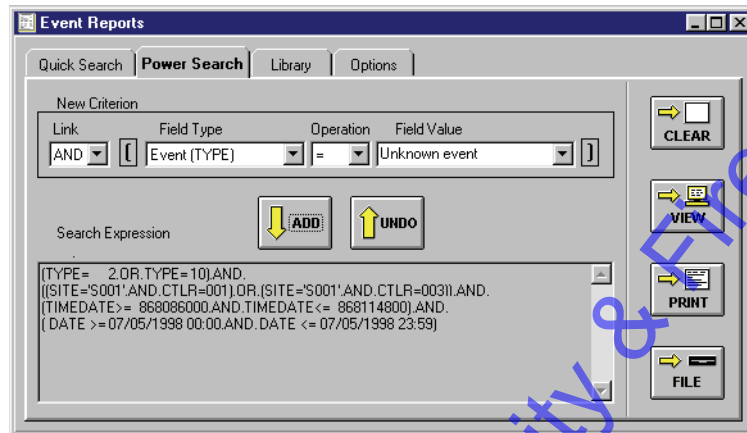 Event Reports
Quick Search Power Search Library Options
New Criterion
Link Field Type Operation Field Value
AND ( Event (TYPE) = Unknown event )
ADD UNDO
Search Expression
(TYPE= 2.OR.TYPE=10).AND.
((SITE='S001'.AND.CTLR=001).OR.(SITE='S001'.AND.CTLR=003)).AND.
(TIMEDATE>= 868086000.AND.TIMEDATE<= 868114800).AND.
( DATE >=07/05/1998 00:00.AND.DATE <= 07/05/1998 23:59)
CLEAR
VIEW
PRINT
FILE
ity & Fire